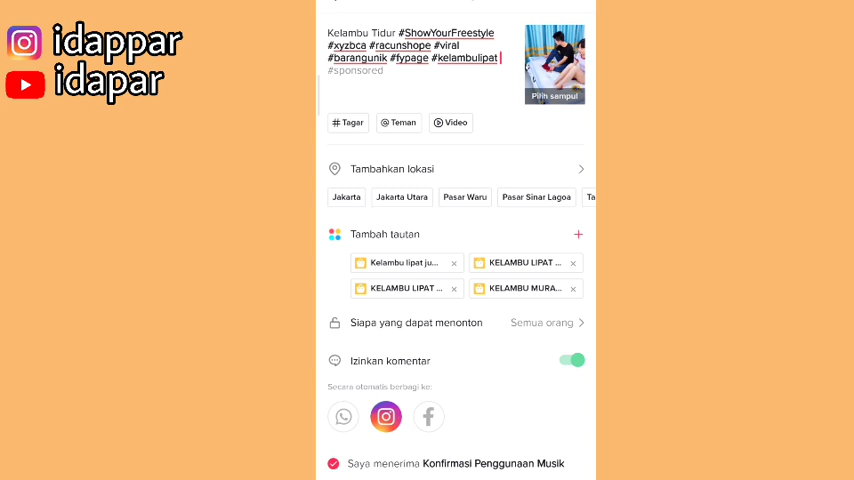 idappar
idapar
Kelambu Tidur #ShowYourFreestyle
#xyzbca #racunshope #viral
#barangunik #fypage #kelambulipat
#sponsored
Pilih sampul
# Tagar
@ Teman
Video
Tambahkan lokasi
Jakarta
Jakarta Utara
Pasar Waru
Pasar Sinar Lagoa
Ta
Tambah tautan
Kelambu lipat ju...
KELAMBU LIPAT ...
KELAMBU LIPAT ...
KELAMBU MURA...
Siapa yang dapat menonton
Semua orang
Izinkan komentar
Secara otomatis berbagi ke:
Saya menerima Konfirmasi Penggunaan Musik